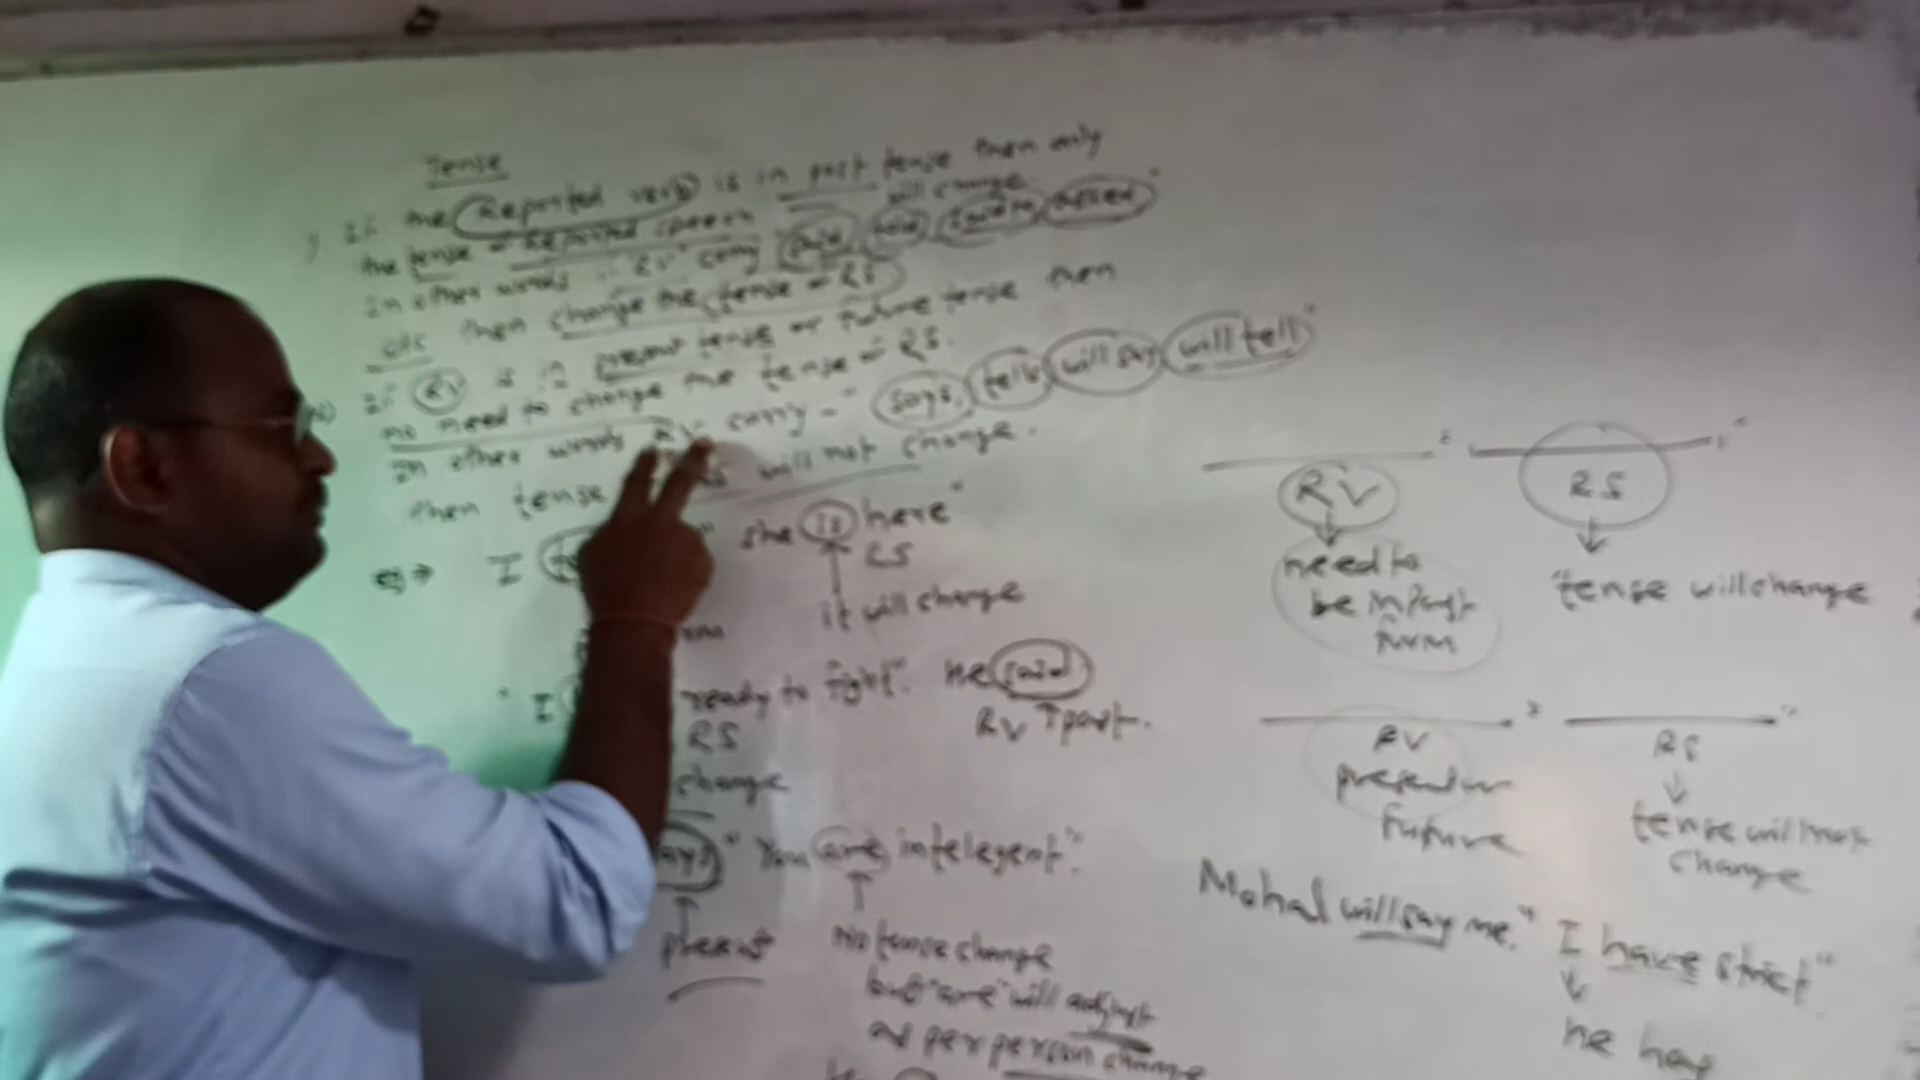 Tense
1) If the Reported verb is in past tense then only
the tense of Reported speech will change
In other words if "RV" carry "said, told, said to, asked"
etc then change the tense of RS
If RV is in present tense or future tense then
no need to change the tense of RS.
In other words RV carry - "says, tells, will say, will tell"
then tense RS will not change.
eg → I " she is here"
RS
it will change
"I ready to fight". He said
RS RV ↑ past.
change
"You are intelegent."
present
No tense change
but "are" will adjust
as per person change
RV RS
need to
be in past
form
tense will change
RV RS
present or
future
tense will not
change
Mohal will say me, "I have strict"
he has